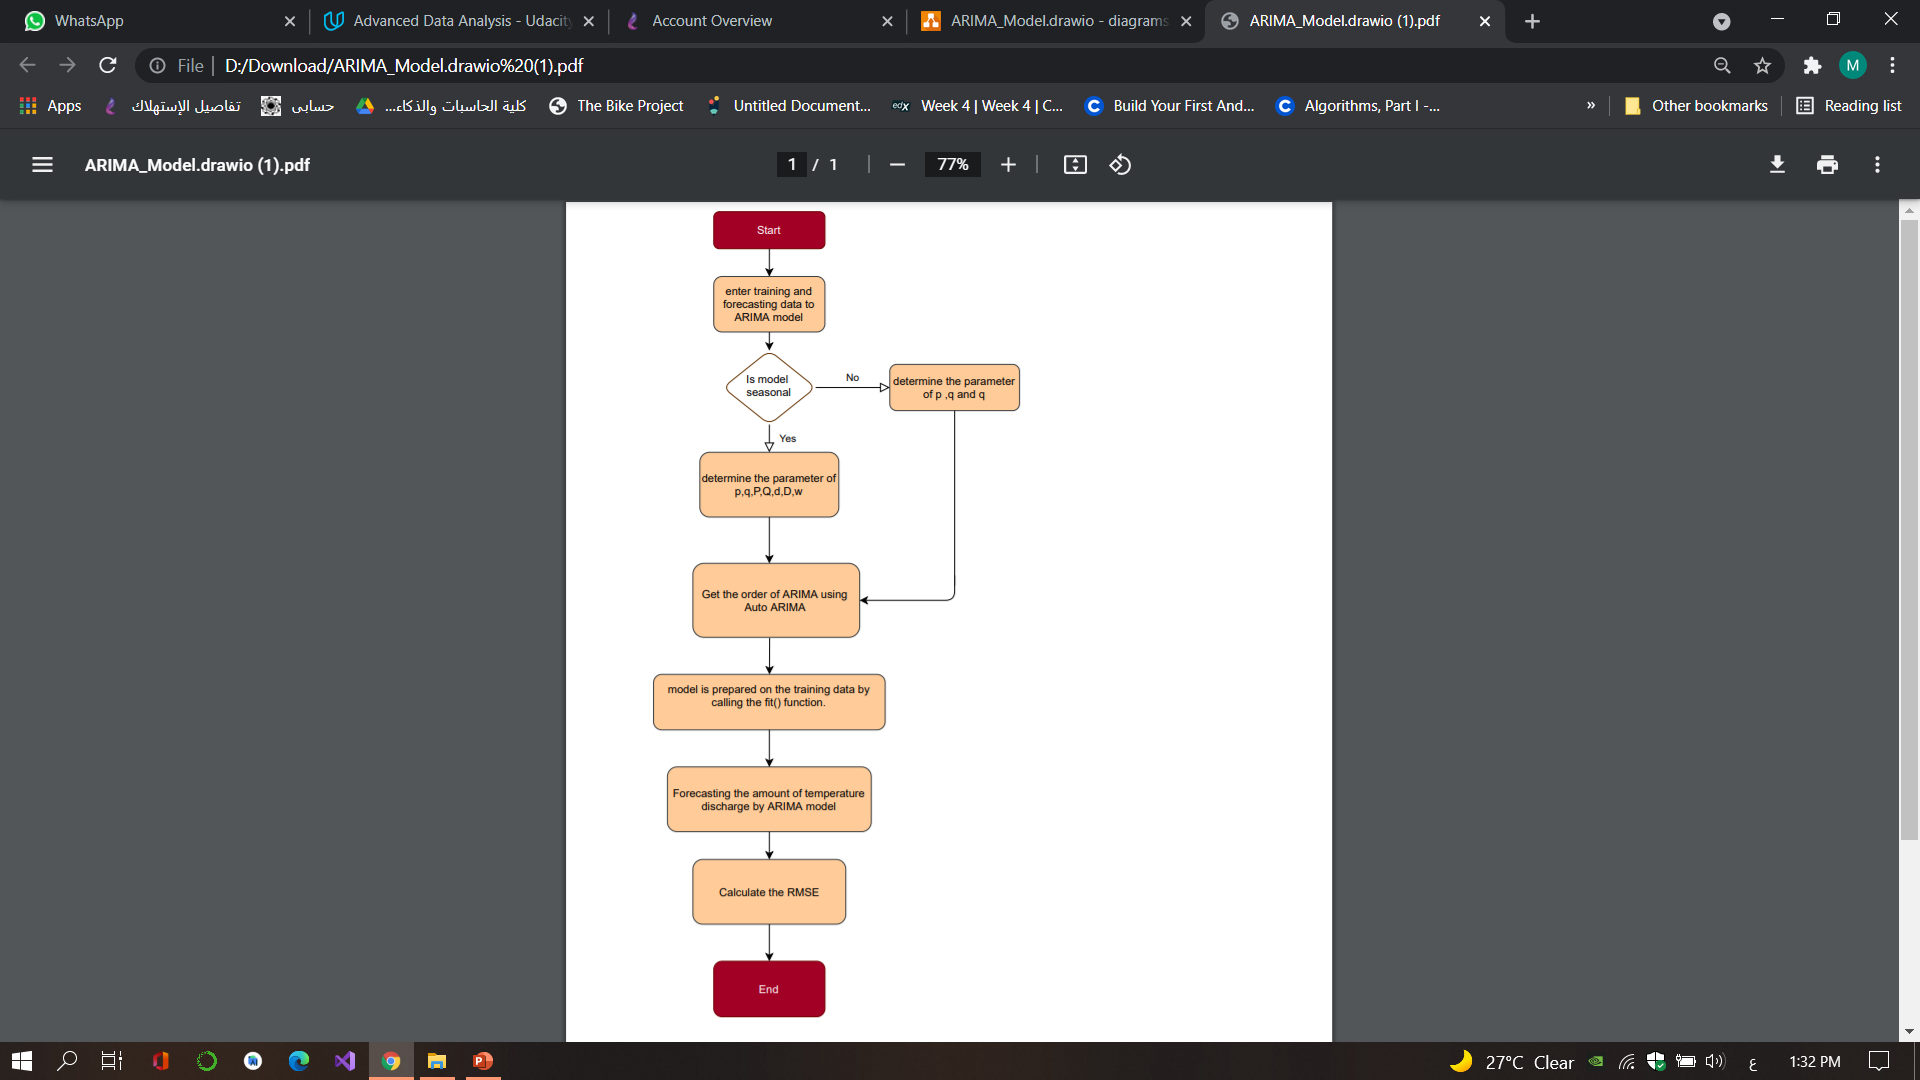 WhatsApp
Advanced Data Analysis - Udacit
Account Overview
ARIMA_Model.drawio - diagrams
ARIMA_Model.drawio (1).pdf
File
D:/Download/ARIMA_Model.drawio%20(1).pdf
M
Apps
تفاصيل الإستهلاك
حسابى
كلية الحاسبات والذكاء...
The Bike Project
Untitled Document...
edx
Week 4 | Week 4 | C...
Build Your First And...
Algorithms, Part I -...
»
Other bookmarks
Reading list
ARIMA_Model.drawio (1).pdf
1 / 1
77%
Start
enter training and
forecasting data to
ARIMA model
Is model
seasonal
No
determine the parameter
of p ,q and q
Yes
determine the parameter of
p,q,P,Q,d,D,w
Get the order of ARIMA using
Auto ARIMA
model is prepared on the training data by
calling the fit() function.
Forecasting the amount of temperature
discharge by ARIMA model
Calculate the RMSE
End
27°C Clear
ع
1:32 PM